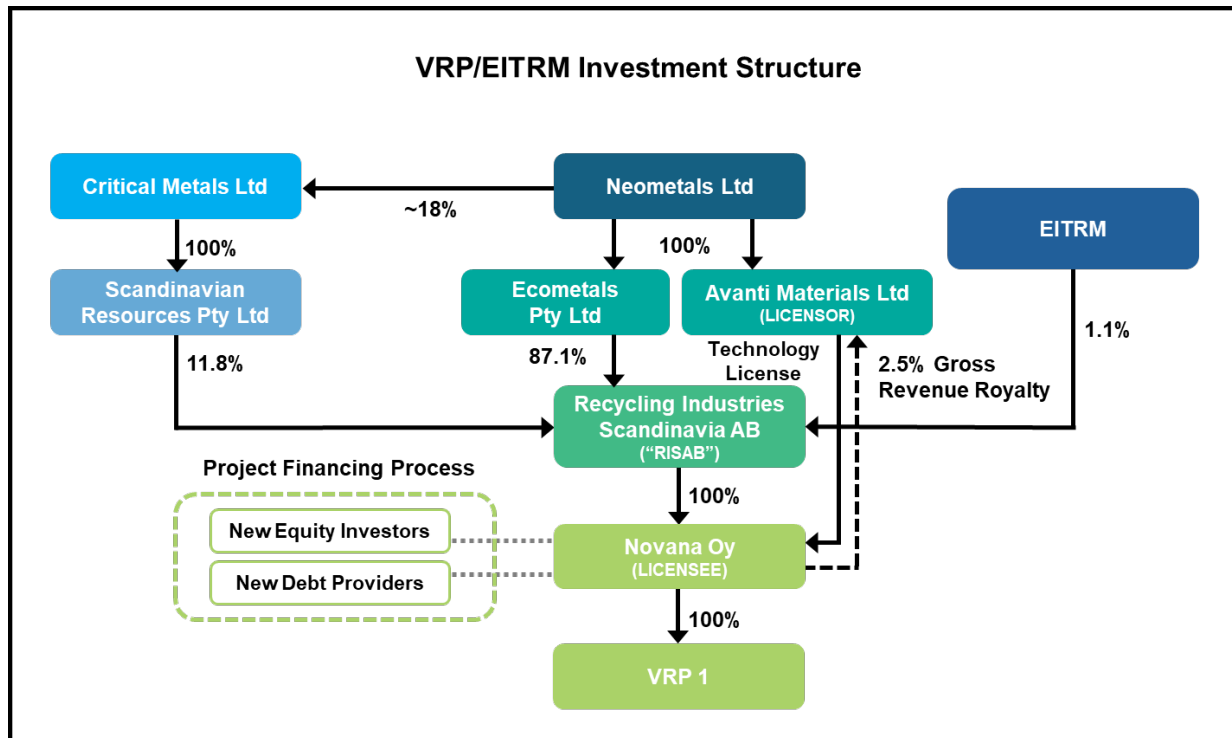 VRP/EITRM Investment Structure
Critical Metals Ltd
Neometals Ltd
~18%
EITRM
100%
100%
Scandinavian
Resources Pty Ltd
Ecometals
Pty Ltd
Avanti Materials Ltd
(LICENSOR)
1.1%
11.8%
87.1%
Technology
License
2.5% Gross
Revenue Royalty
Recycling Industries
Scandinavia AB
(“RISAB”)
Project Financing Process
100%
New Equity Investors
New Debt Providers
Novana Oy
(LICENSEE)
100%
VRP 1